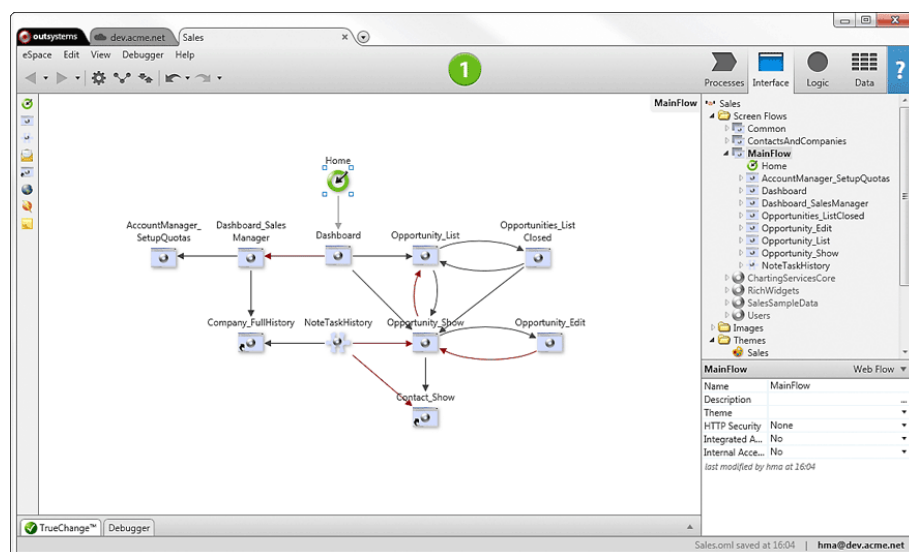 outsystems dev.acme.net Sales
eSpace Edit View Debugger Help
1
Processes Interface Logic Data ?
MainFlow
Home
AccountManager_
SetupQuotas
Dashboard_Sales
Manager
Dashboard
Opportunity_List
Opportunities_List
Closed
Company_FullHistory
NoteTaskHistory
Opportunity_Show
Opportunity_Edit
Contact_Show
Sales
Screen Flows
Common
ContactsAndCompanies
MainFlow
Home
AccountManager_SetupQuotas
Dashboard
Dashboard_SalesManager
Opportunities_ListClosed
Opportunity_Edit
Opportunity_List
Opportunity_Show
NoteTaskHistory
ChartingServicesCore
RichWidgets
SalesSampleData
Users
Images
Themes
Sales
MainFlow Web Flow
Name MainFlow
Description ...
Theme
HTTP Security None
Integrated A... No
Internal Acce... No
last modified by hma at 16:04
TrueChange™ Debugger
Sales.oml saved at 16:04 | hma@dev.acme.net